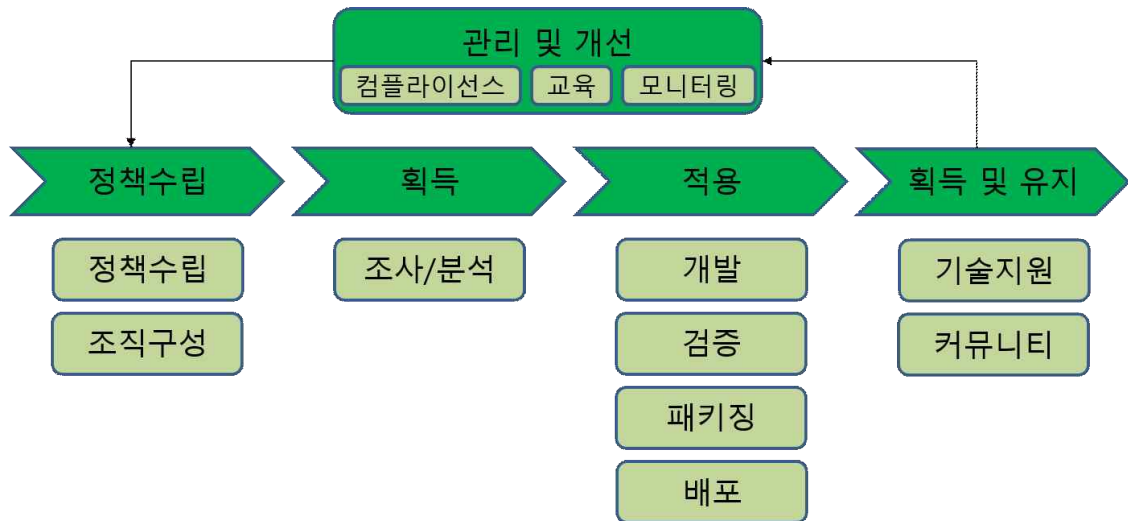 관리 및 개선
컴플라이선스 교육 모니터링
정책수립 획득 적용 획득 및 유지
정책수립 조사/분석 개발 기술지원
조직구성 검증 커뮤니티
패키징
배포